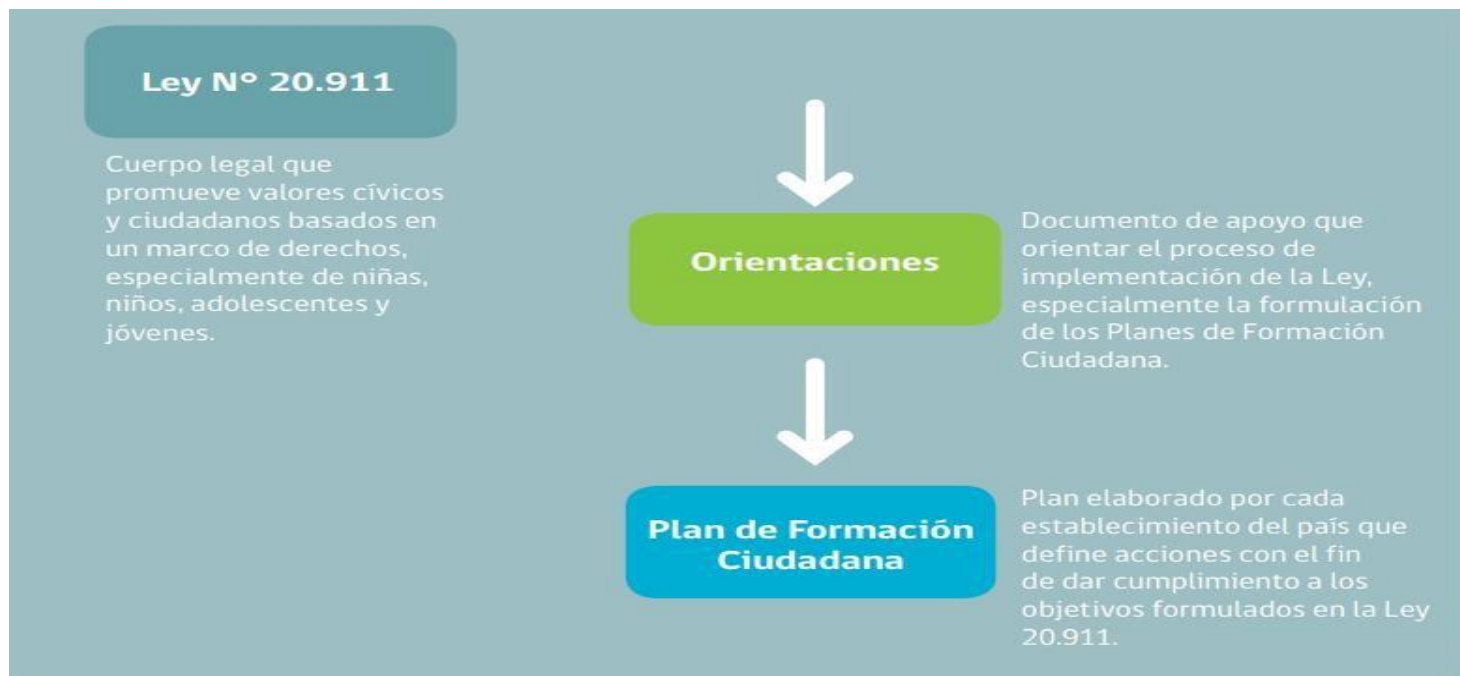 Ley Nº 20.911
Cuerpo legal que
promueve valores cívicos
y ciudadanos basados en
un marco de derechos,
especialmente de niñas,
niños, adolescentes y
jóvenes.
Orientaciones
Documento de apoyo que
orientar el proceso de
implementación de la Ley,
especialmente la formulación
de los Planes de Formación
Ciudadana.
Plan de Formación
Ciudadana
Plan elaborado por cada
establecimiento del país que
define acciones con el fin
de dar cumplimiento a los
objetivos formulados en la Ley
20.911.